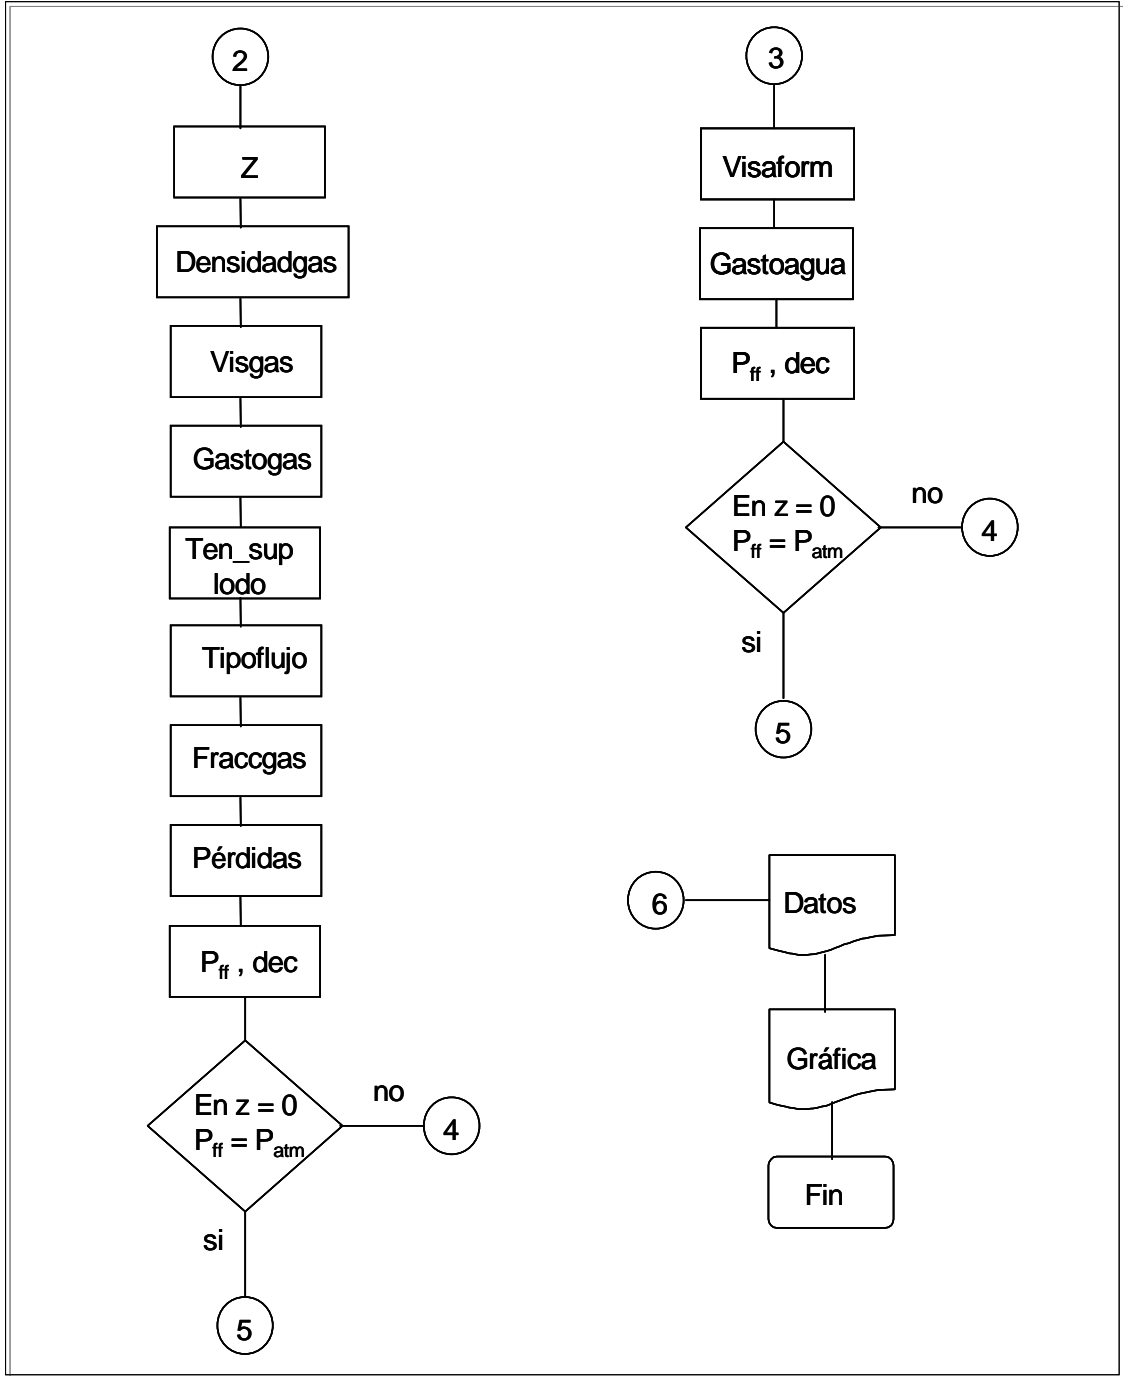 2
Z
Densidadgas
Visgas
Gastogas
Ten_sup
lodo
Tipoflujo
Fraccgas
Pérdidas
Pff , dec
En z = 0
Pff = Patm
no
4
si
5
3
Visaform
Gastoagua
Pff , dec
En z = 0
Pff = Patm
no
4
si
5
6
Datos
Gráfica
Fin